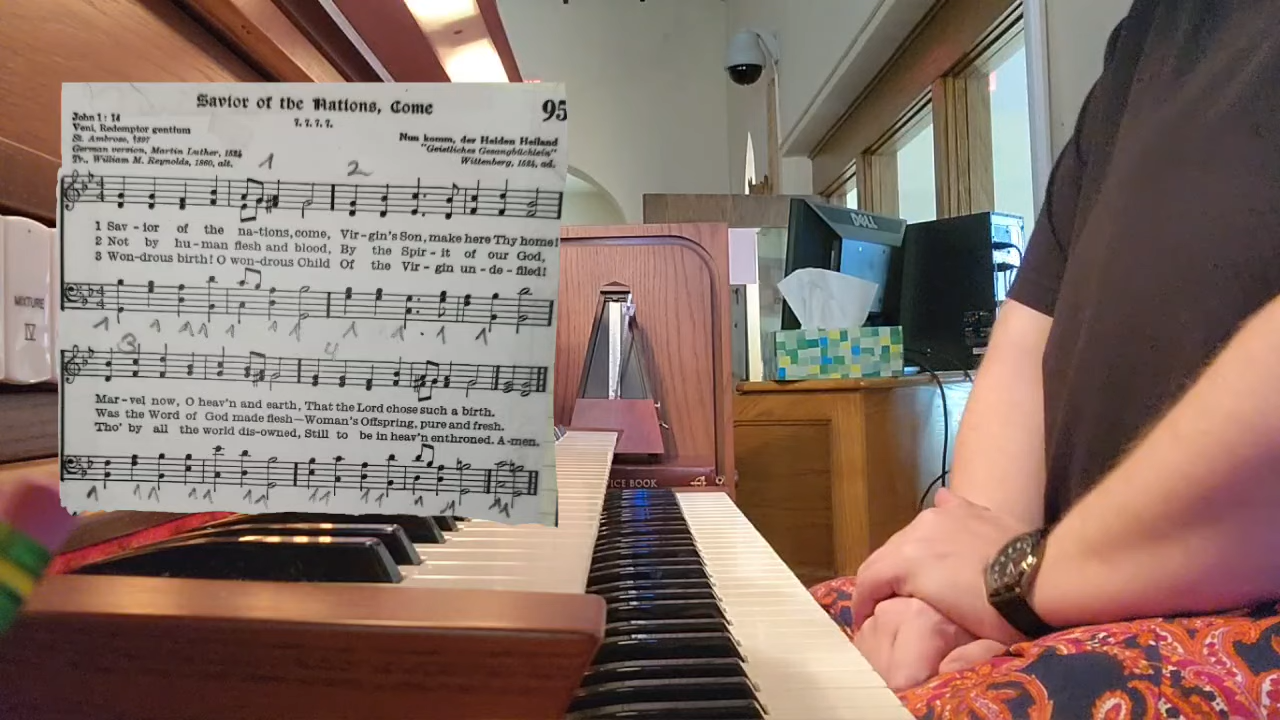 Savior of the Nations, Come
95
7. 7. 7. 7.
John 1 : 14
Veni, Redemptor gentium
St. Ambrose, †397
German version, Martin Luther, 1524
Tr., William M. Reynolds, 1860, alt.
Nun komm, der Heiden Heiland
"Geistliches Gesangbüchlein"
Wittenberg, 1524, ad.
1
2
1 Sav - ior of the na-tions, come, Vir-gin's Son, make here Thy home!
2 Not by hu-man flesh and blood, By the Spir - it of our God,
3 Won-drous birth! O won-drous Child Of the Vir - gin un - de - filed!
3
4
Mar-vel now, O heav'n and earth, That the Lord chose such a birth.
Was the Word of God made flesh—Woman's Offspring, pure and fresh.
Tho' by all the world dis-owned, Still to be in heav'n enthroned. A-men.
MIXTURE
IV
DELL
BOOK